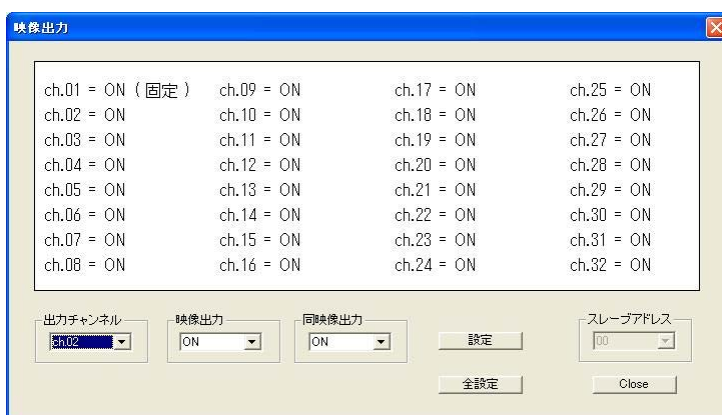 映像出力
ch.01 = ON ( 固定 ) ch.09 = ON ch.17 = ON ch.25 = ON
ch.02 = ON ch.10 = ON ch.18 = ON ch.26 = ON
ch.03 = ON ch.11 = ON ch.19 = ON ch.27 = ON
ch.04 = ON ch.12 = ON ch.20 = ON ch.28 = ON
ch.05 = ON ch.13 = ON ch.21 = ON ch.29 = ON
ch.06 = ON ch.14 = ON ch.22 = ON ch.30 = ON
ch.07 = ON ch.15 = ON ch.23 = ON ch.31 = ON
ch.08 = ON ch.16 = ON ch.24 = ON ch.32 = ON
出力チャンネル 映像出力 同映像出力 スレーブアドレス
ch.02 ON ON 設定 00
全設定 Close